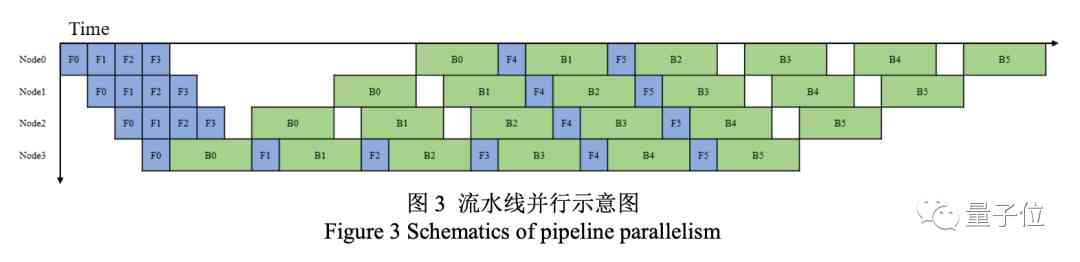 Time
Node0 F0 F1 F2 F3 B0 F4 B1 F5 B2 B3 B4 B5
Node1 F0 F1 F2 F3 B0 B1 F4 B2 F5 B3 B4 B5
Node2 F0 F1 F2 F3 B0 B1 B2 F4 B3 F5 B4 B5
Node3 F0 B0 F1 B1 F2 B2 F3 B3 F4 B4 F5 B5
图 3 流水线并行示意图
Figure 3 Schematics of pipeline parallelism
量子位